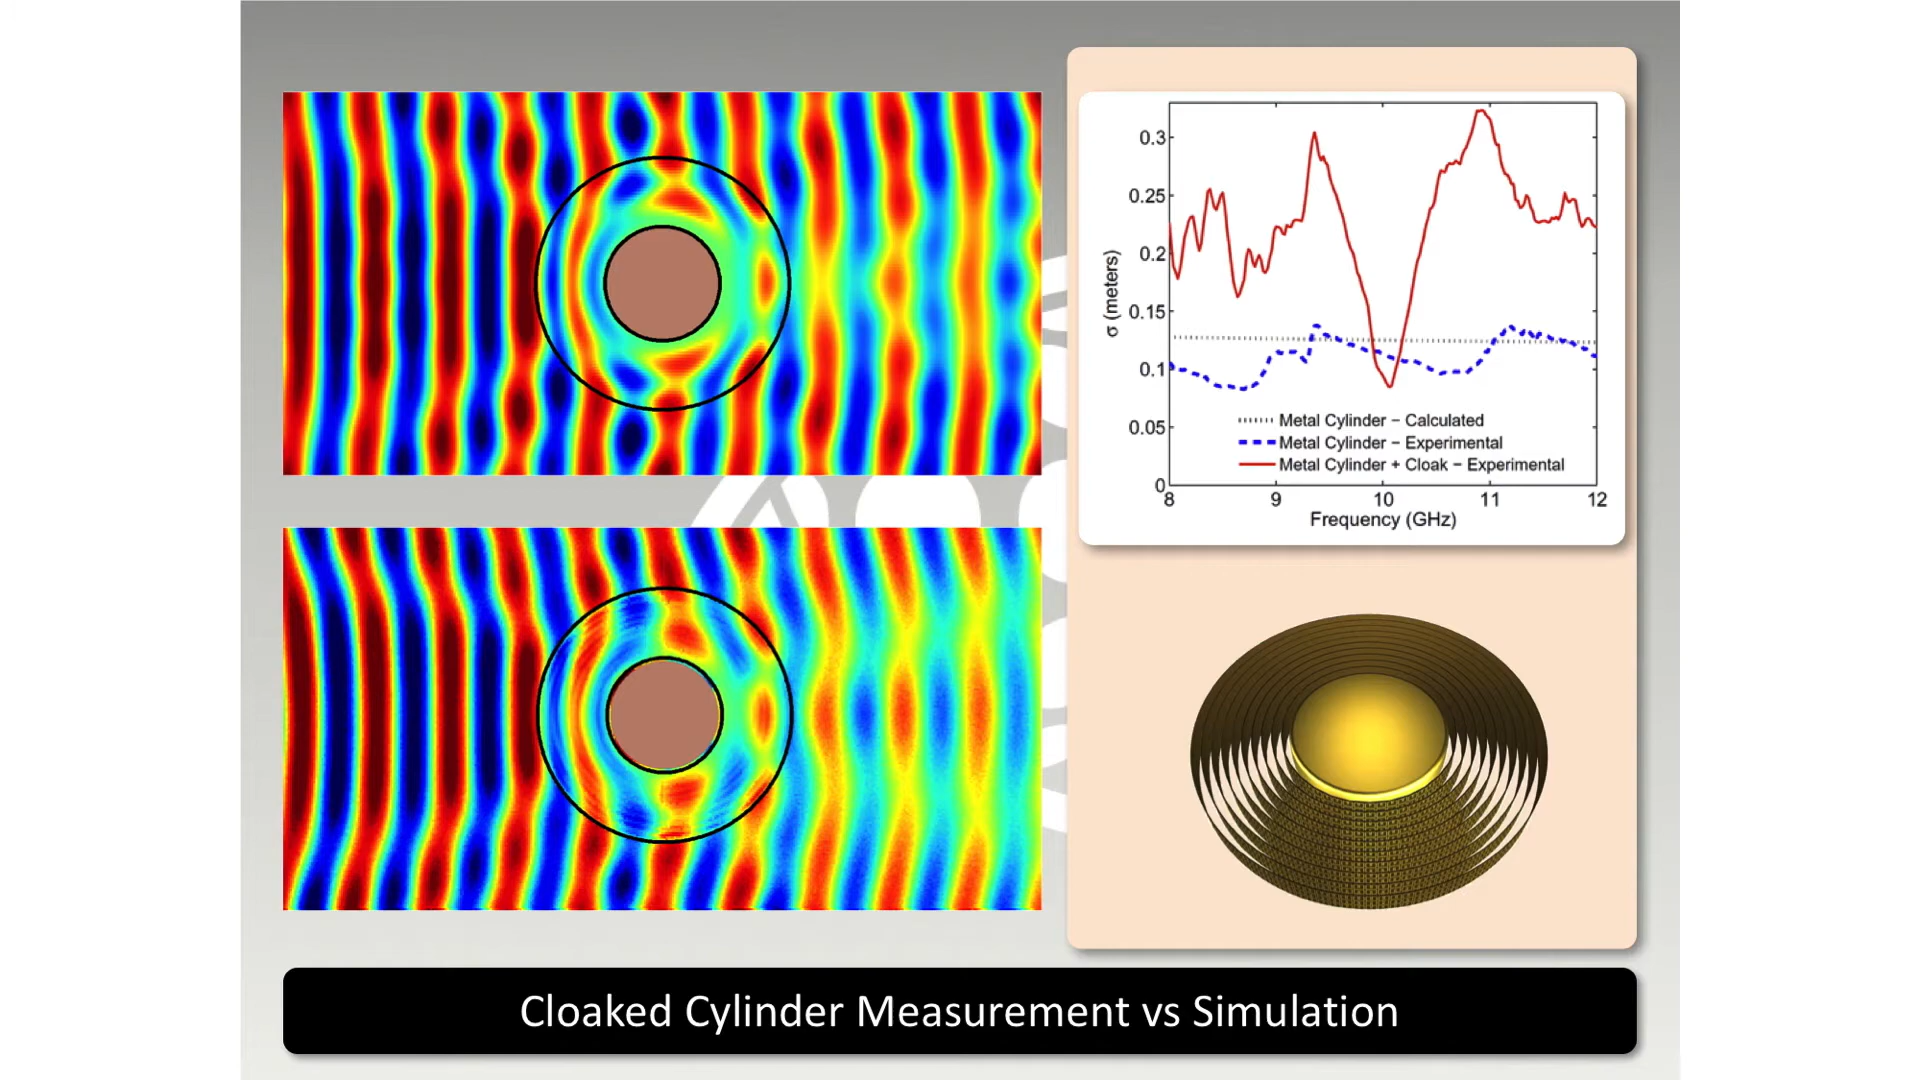 0.3
0.25
0.2
0.15
0.1
0.05
0
σ (meters)
8 9 10 11 12
Frequency (GHz)
Metal Cylinder − Calculated
Metal Cylinder − Experimental
Metal Cylinder + Cloak − Experimental
Cloaked Cylinder Measurement vs Simulation